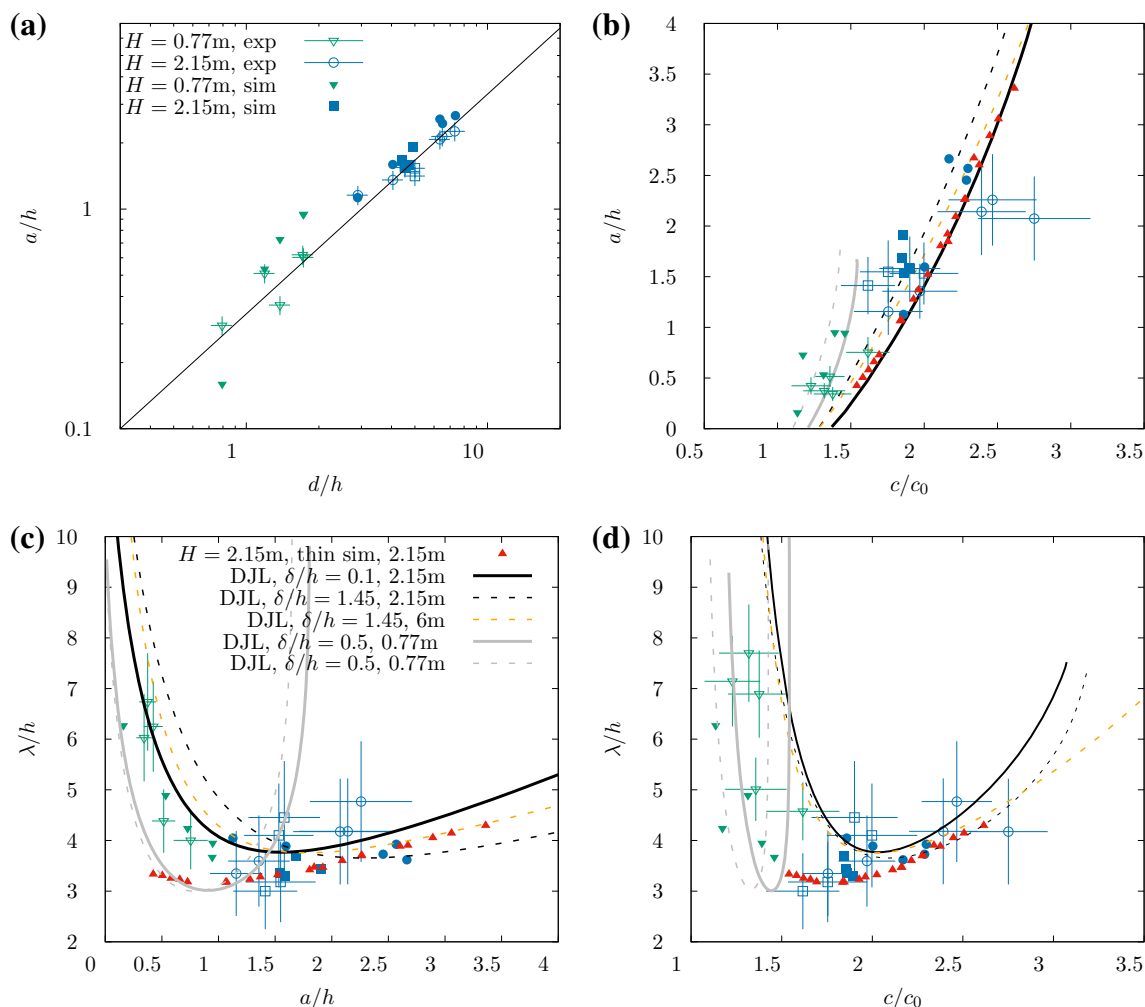 (a)
H = 0.77m, exp
H = 2.15m, exp
H = 0.77m, sim
H = 2.15m, sim
1
0.1
a/h
1
10
d/h
(b)
4
3.5
3
2.5
2
1.5
1
0.5
0
a/h
0.5
1
1.5
2
2.5
3
3.5
c/c0
(c)
H = 2.15m, thin sim, 2.15m
DJL, δ/h = 0.1, 2.15m
DJL, δ/h = 1.45, 2.15m
DJL, δ/h = 1.45, 6m
DJL, δ/h = 0.5, 0.77m
DJL, δ/h = 0.5, 0.77m
10
9
8
7
6
5
4
3
2
λ/h
0
0.5
1
1.5
2
2.5
3
3.5
4
a/h
(d)
10
9
8
7
6
5
4
3
2
λ/h
1
1.5
2
2.5
3
3.5
c/c0